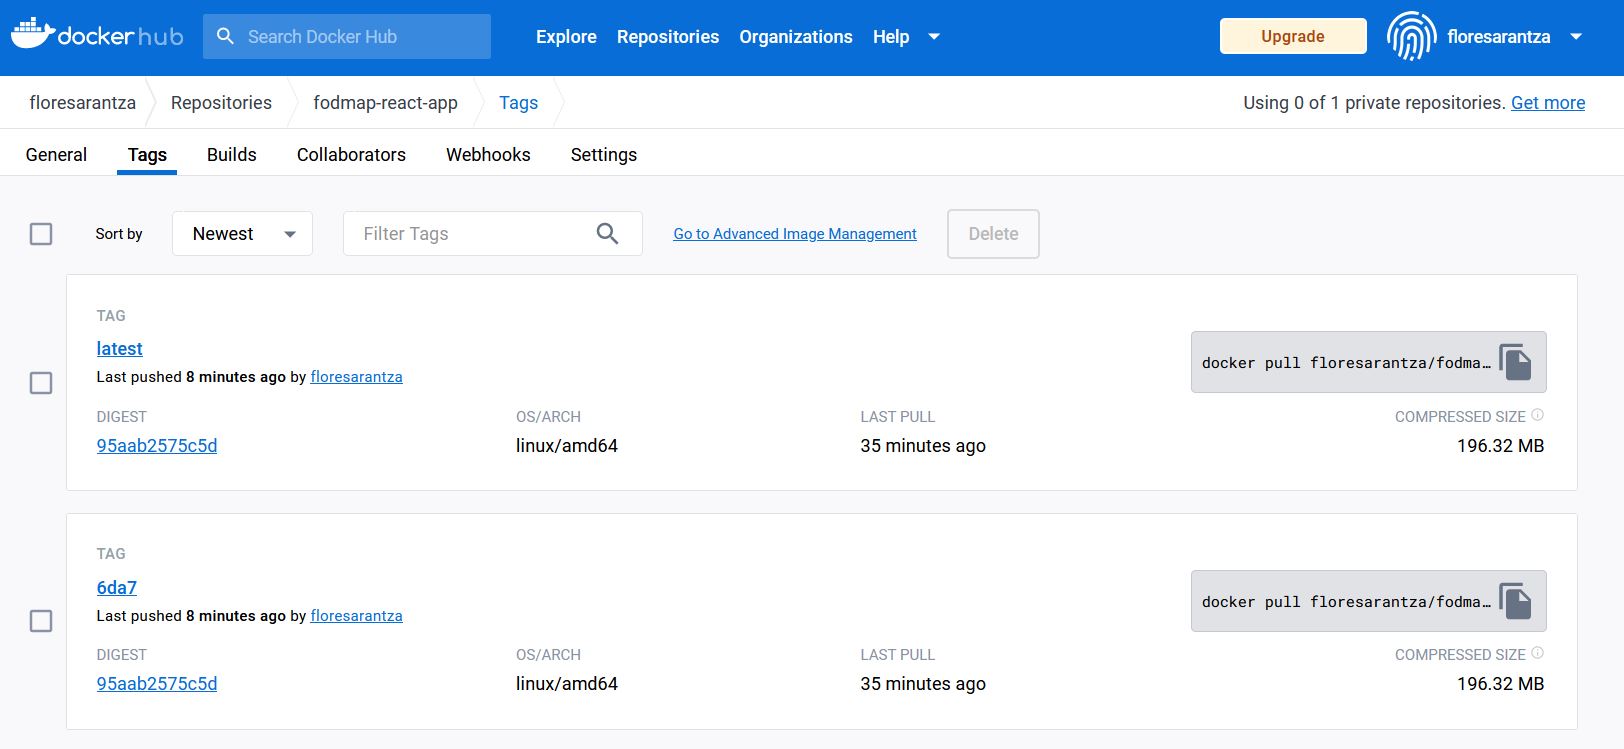 docker hub Search Docker Hub Explore Repositories Organizations Help Upgrade floresarantza
floresarantza Repositories fodmap-react-app Tags Using 0 of 1 private repositories. Get more
General Tags Builds Collaborators Webhooks Settings
Sort by Newest Filter Tags Go to Advanced Image Management Delete
TAG
latest
Last pushed 8 minutes ago by floresarantza
docker pull floresarantza/fodma…
DIGEST OS/ARCH LAST PULL COMPRESSED SIZE
95aab2575c5d linux/amd64 35 minutes ago 196.32 MB
TAG
6da7
Last pushed 8 minutes ago by floresarantza
docker pull floresarantza/fodma…
DIGEST OS/ARCH LAST PULL COMPRESSED SIZE
95aab2575c5d linux/amd64 35 minutes ago 196.32 MB